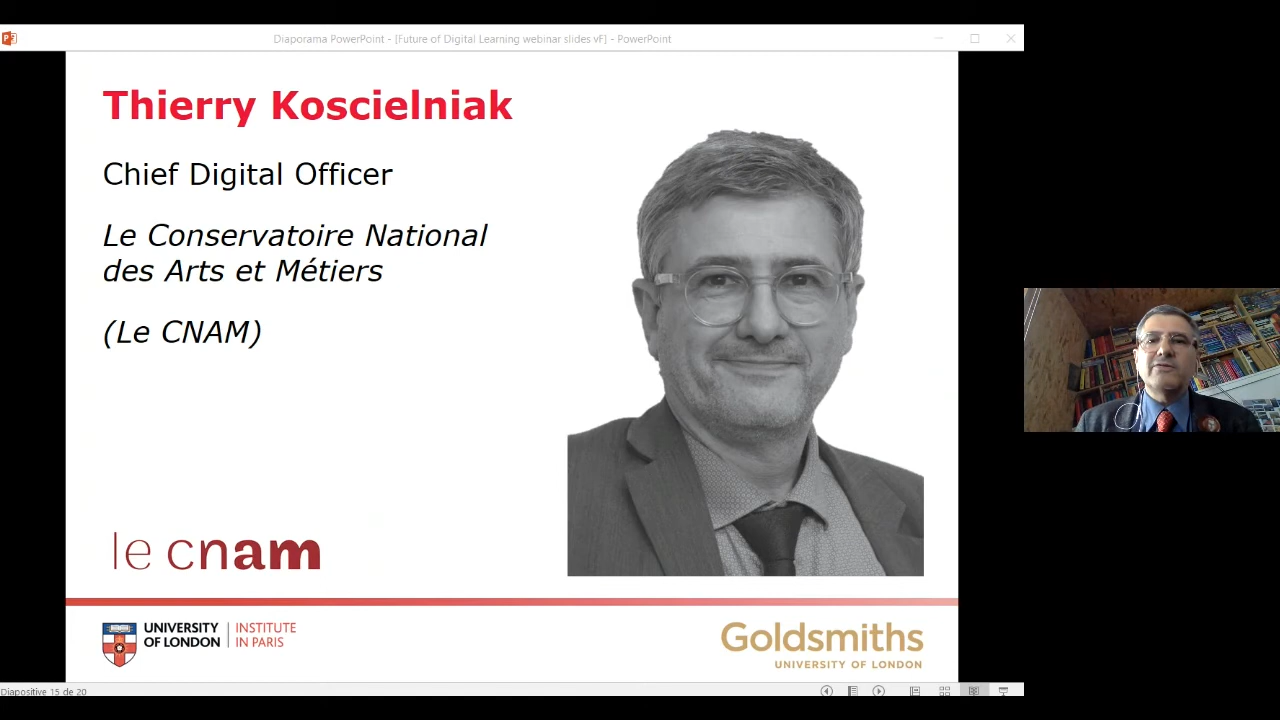 Diaporama PowerPoint - [Future of Digital Learning webinar slides vF] - PowerPoint
Thierry Koscielniak
Chief Digital Officer
Le Conservatoire National
des Arts et Métiers
(Le CNAM)
le cnam
UNIVERSITY
OF LONDON
INSTITUTE
IN PARIS
Goldsmiths
UNIVERSITY OF LONDON
Diapositive 15 de 20